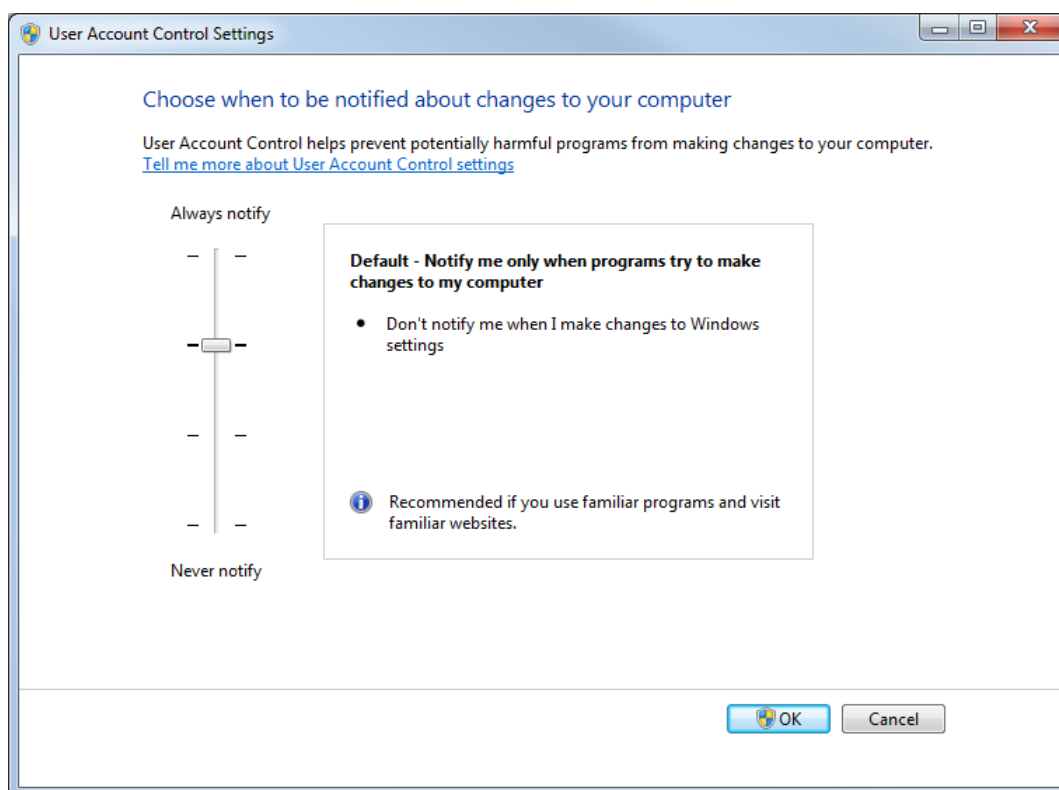 User Account Control Settings
Choose when to be notified about changes to your computer
User Account Control helps prevent potentially harmful programs from making changes to your computer.
Tell me more about User Account Control settings
Always notify
Default - Notify me only when programs try to make
changes to my computer
• Don't notify me when I make changes to Windows
settings
Recommended if you use familiar programs and visit
familiar websites.
Never notify
OK
Cancel